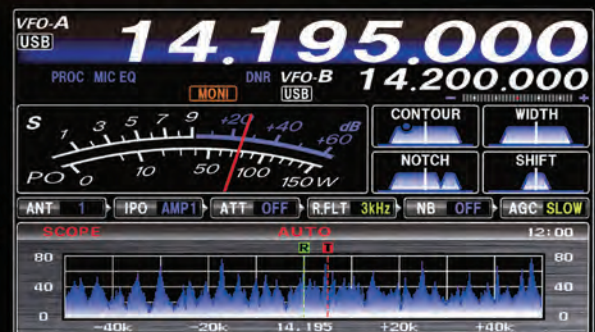 VFO-A 14.195.000
USB
PROC MIC EQ DNR VFO-B 14.200.000
MONI USB
− +
S 1 3 5 7 9 +20 +40 +60 dB
PO 0 10 50 100 150 W
CONTOUR WIDTH
NOTCH SHIFT
ANT 1 IPO AMP1 ATT OFF R.FLT 3kHz NB OFF AGC SLOW
SCOPE AUTO 12:00
R T
80 80
40 40
0 0
-40k -20k 14.195 +20k +40k